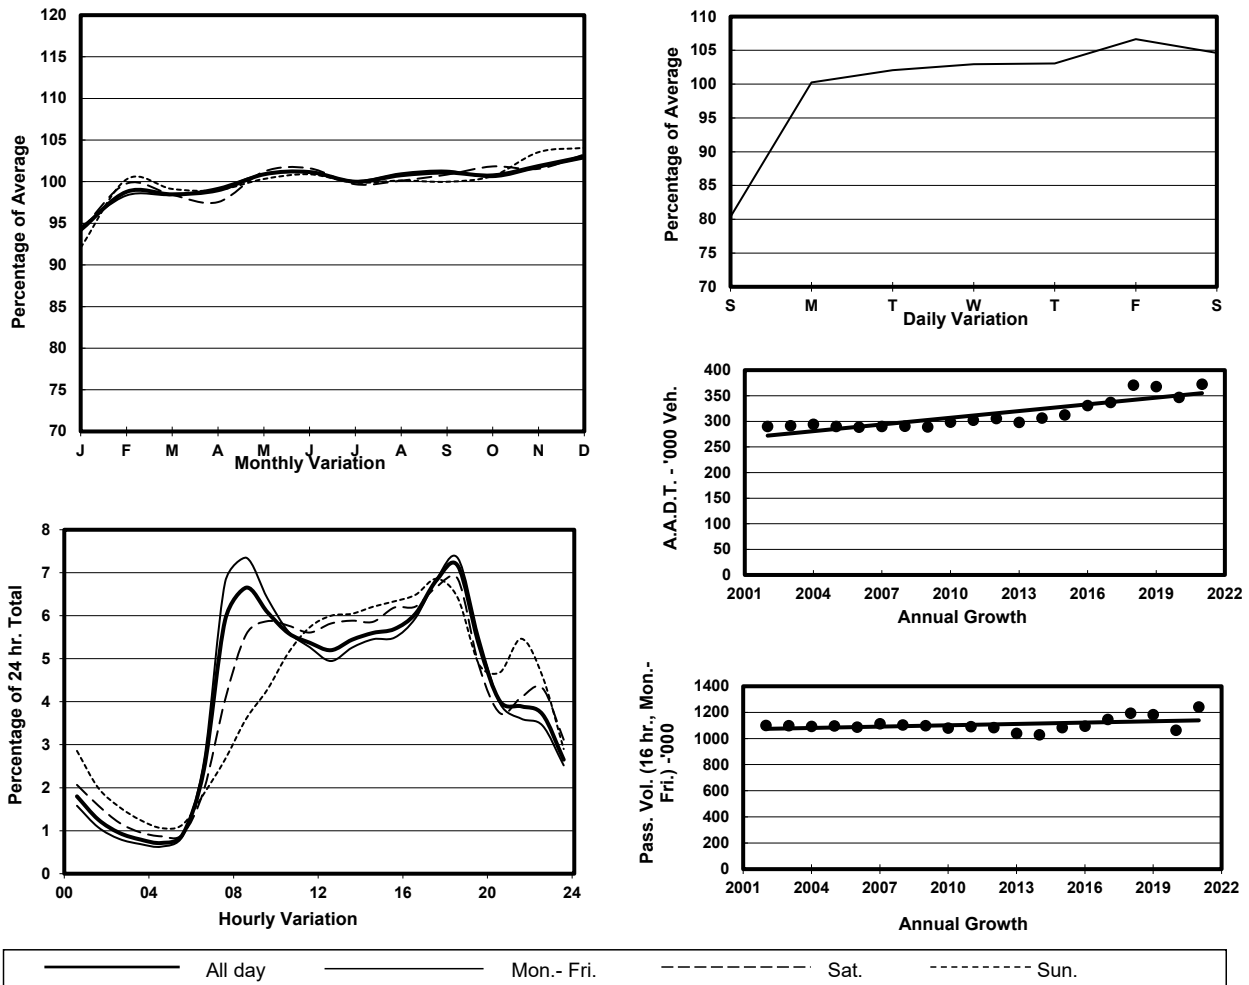 120
115
110
105
100
95
90
85
80
75
70
Percentage of Average
J F M A M J J A S O N D
Monthly Variation
110
105
100
95
90
85
80
75
70
Percentage of Average
S M T W T F S
Daily Variation
400
350
300
250
200
150
100
50
0
A.A.D.T. - '000 Veh.
2001 2004 2007 2010 2013 2016 2019 2022
Annual Growth
8
7
6
5
4
3
2
1
0
Percentage of 24 hr. Total
00 04 08 12 16 20 24
Hourly Variation
1400
1200
1000
800
600
400
200
0
Pass. Vol. (16 hr., Mon.-
Fri.) -'000
2001 2004 2007 2010 2013 2016 2019 2022
Annual Growth
All day Mon.- Fri. Sat. Sun.